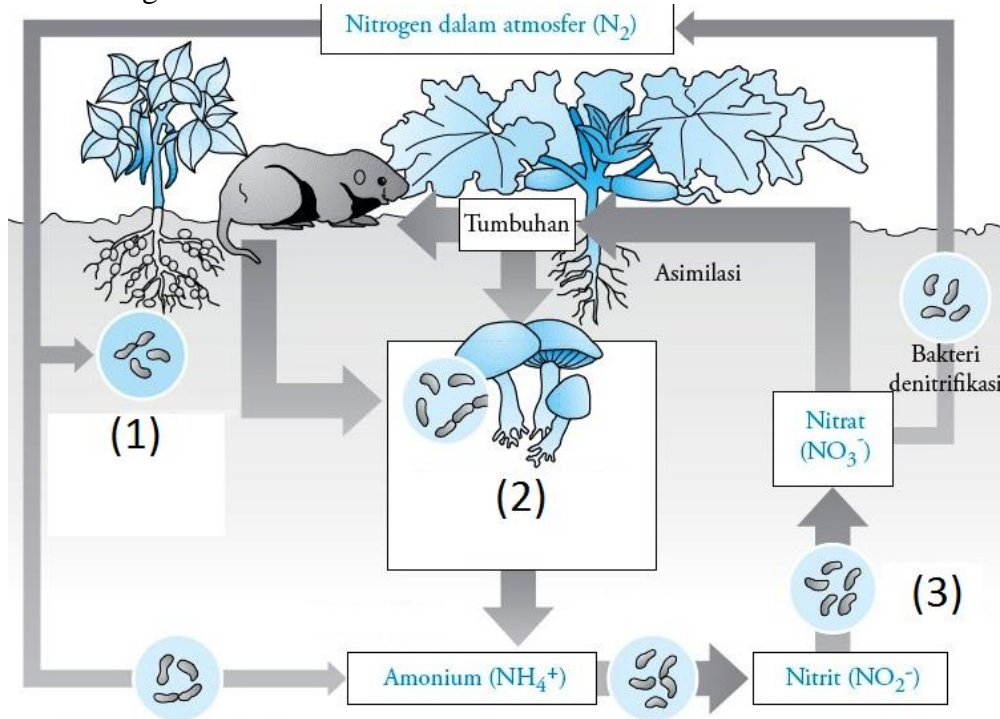 Nitrogen dalam atmosfer (N₂)
Tumbuhan
Asimilasi
Bakteri
denitrifikasi
(1)
(2)
Nitrat
(NO₃⁻)
(3)
Amonium (NH₄⁺)
Nitrit (NO₂⁻)